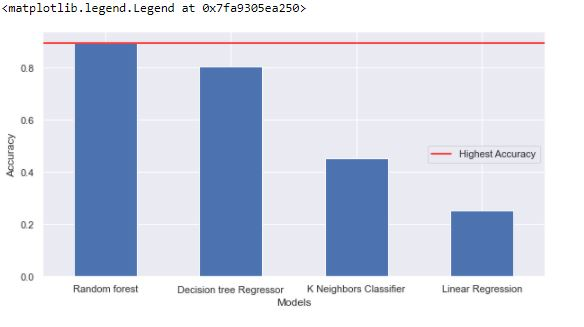 <matplotlib.legend.Legend at 0x7fa9305ea250>
0.8
0.6
0.4
0.2
0.0
Accuracy
Highest Accuracy
Random forest
Decision tree Regressor
K Neighbors Classifier
Linear Regression
Models